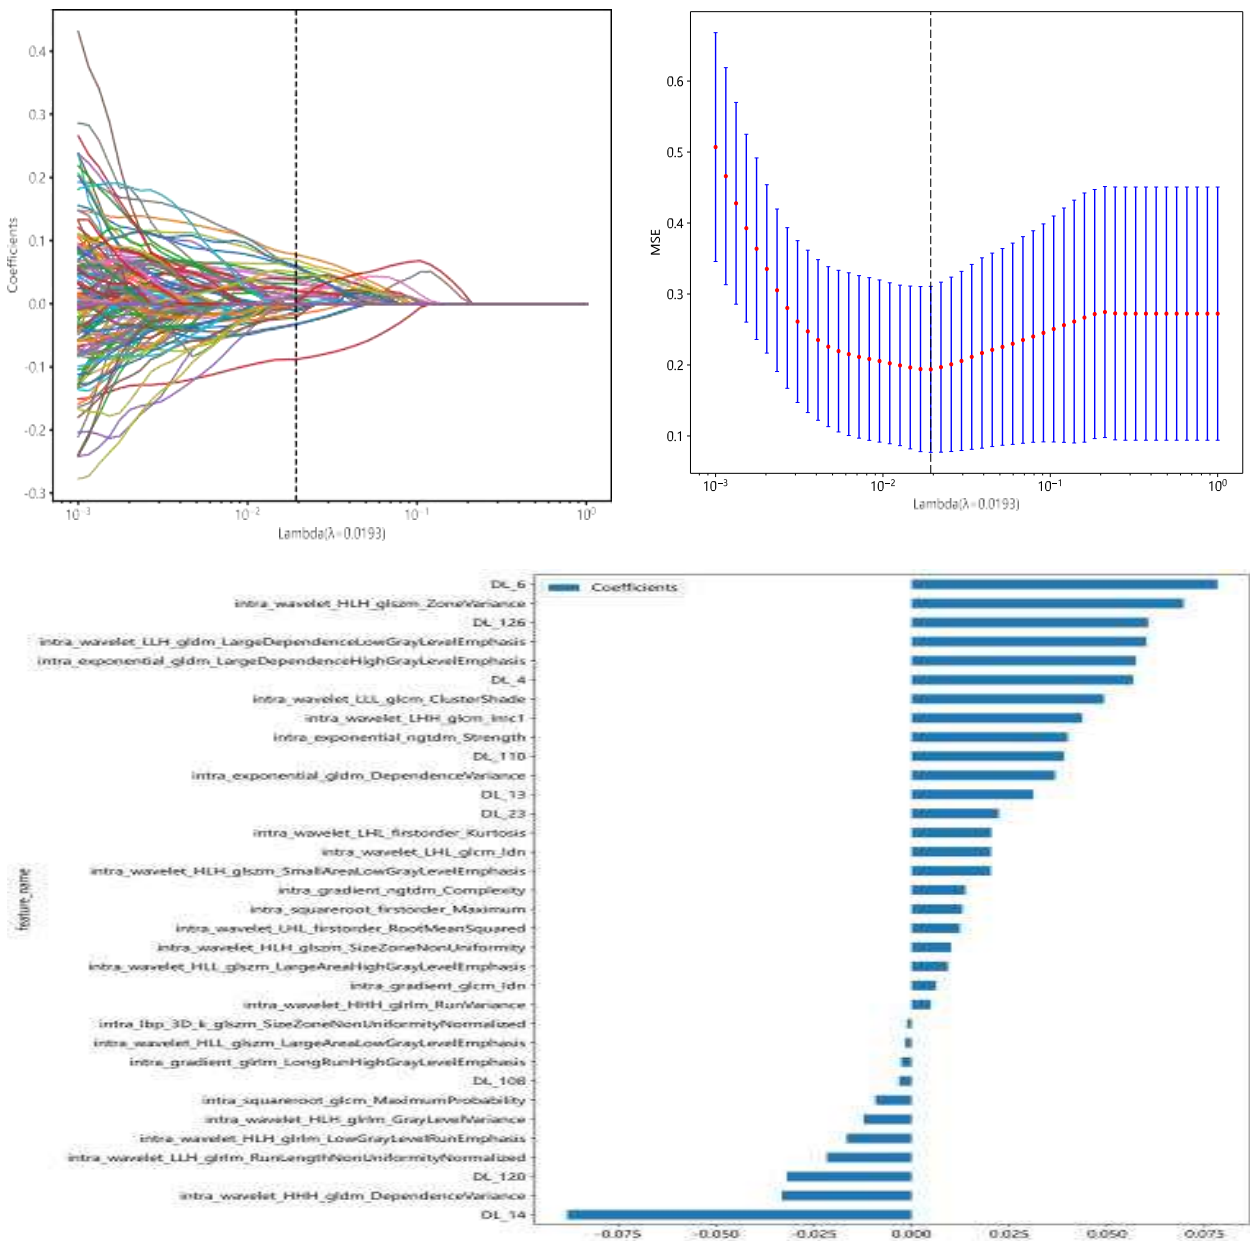 0.4
0.3
0.2
0.1
0.0
-0.1
-0.2
-0.3
Coefficients
10⁻³ 10⁻² 10⁻¹ 10⁰
Lambda(λ=0.0193)
0.6
0.5
0.4
0.3
0.2
0.1
MSE
10⁻³ 10⁻² 10⁻¹ 10⁰
Lambda(λ=0.0193)
Coefficients
feature_name
DL_6
intra_wavelet_HLH_glszm_ZoneVariance
DL_126
intra_wavelet_LLH_gldm_LargeDependenceLowGrayLevelEmphasis
intra_exponential_gldm_LargeDependenceHighGrayLevelEmphasis
DL_4
intra_wavelet_LLL_glcm_ClusterShade
intra_wavelet_LHH_glcm_Imc1
intra_exponential_ngtdm_Strength
DL_110
intra_exponential_gldm_DependenceVariance
DL_13
DL_23
intra_wavelet_LHL_firstorder_Kurtosis
intra_wavelet_LHL_glcm_Idn
intra_wavelet_HLH_glszm_SmallAreaLowGrayLevelEmphasis
intra_gradient_ngtdm_Complexity
intra_squareroot_firstorder_Maximum
intra_wavelet_LHL_firstorder_RootMeanSquared
intra_wavelet_HLH_glszm_SizeZoneNonUniformity
intra_wavelet_HLL_glszm_LargeAreaHighGrayLevelEmphasis
intra_gradient_glcm_Idn
intra_wavelet_HHH_glrlm_RunVariance
intra_lbp_3D_k_glszm_SizeZoneNonUniformityNormalized
intra_wavelet_HLL_glszm_LargeAreaLowGrayLevelEmphasis
intra_gradient_glrlm_LongRunHighGrayLevelEmphasis
DL_108
intra_squareroot_glcm_MaximumProbability
intra_wavelet_HLH_glrlm_GrayLevelVariance
intra_wavelet_HLH_glrlm_LowGrayLevelRunEmphasis
intra_wavelet_LLH_glrlm_RunLengthNonUniformityNormalized
DL_120
intra_wavelet_HHH_gldm_DependenceVariance
DL_14
-0.075 -0.050 -0.025 0.000 0.025 0.050 0.075